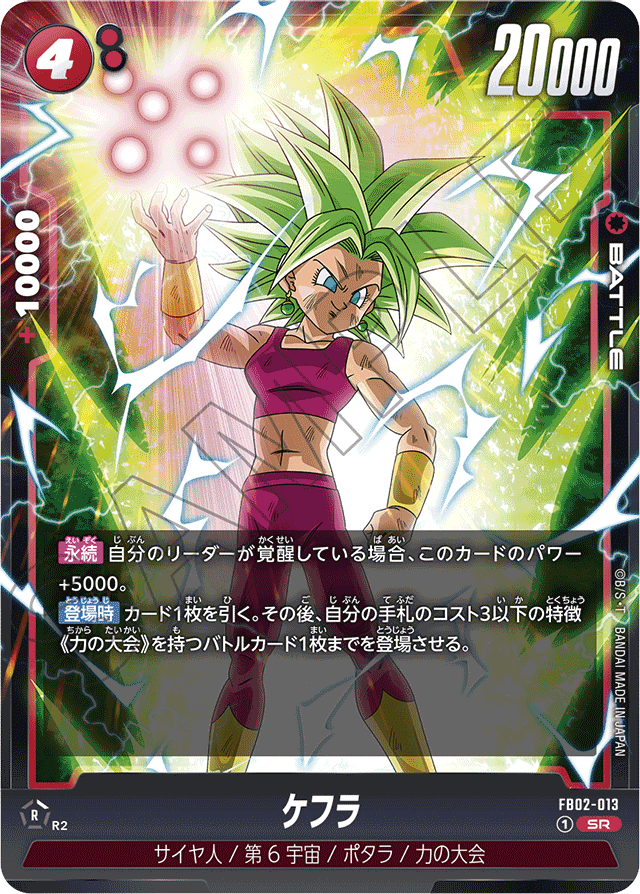 4
20000
+10000
BATTLE
SAMPLE
永続 自分のリーダーが覚醒している場合、このカードのパワー
+5000。
登場時 カード1枚を引く。その後、自分の手札のコスト3以下の特徴
《力の大会》を持つバトルカード1枚までを登場させる。
©B/S・T BANDAI MADE IN JAPAN
R
R2
ケフラ
FB02-013
1 SR
サイヤ人 / 第6宇宙 / ポタラ / 力の大会